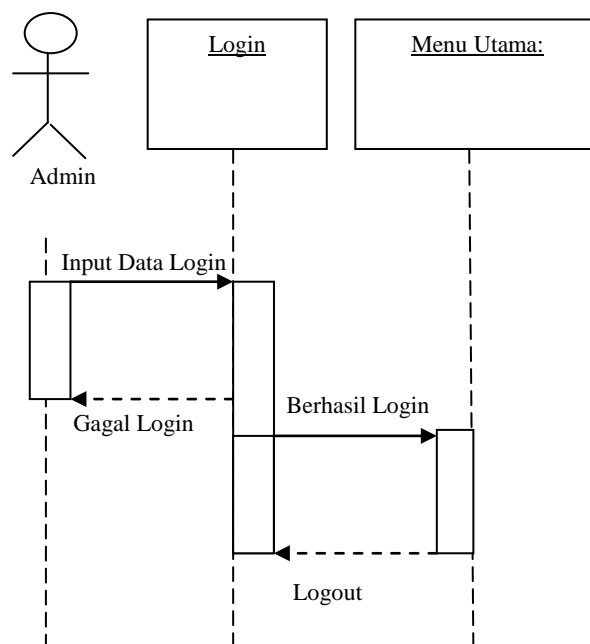 Login
Menu Utama:
Admin
Input Data Login
Gagal Login
Berhasil Login
Logout